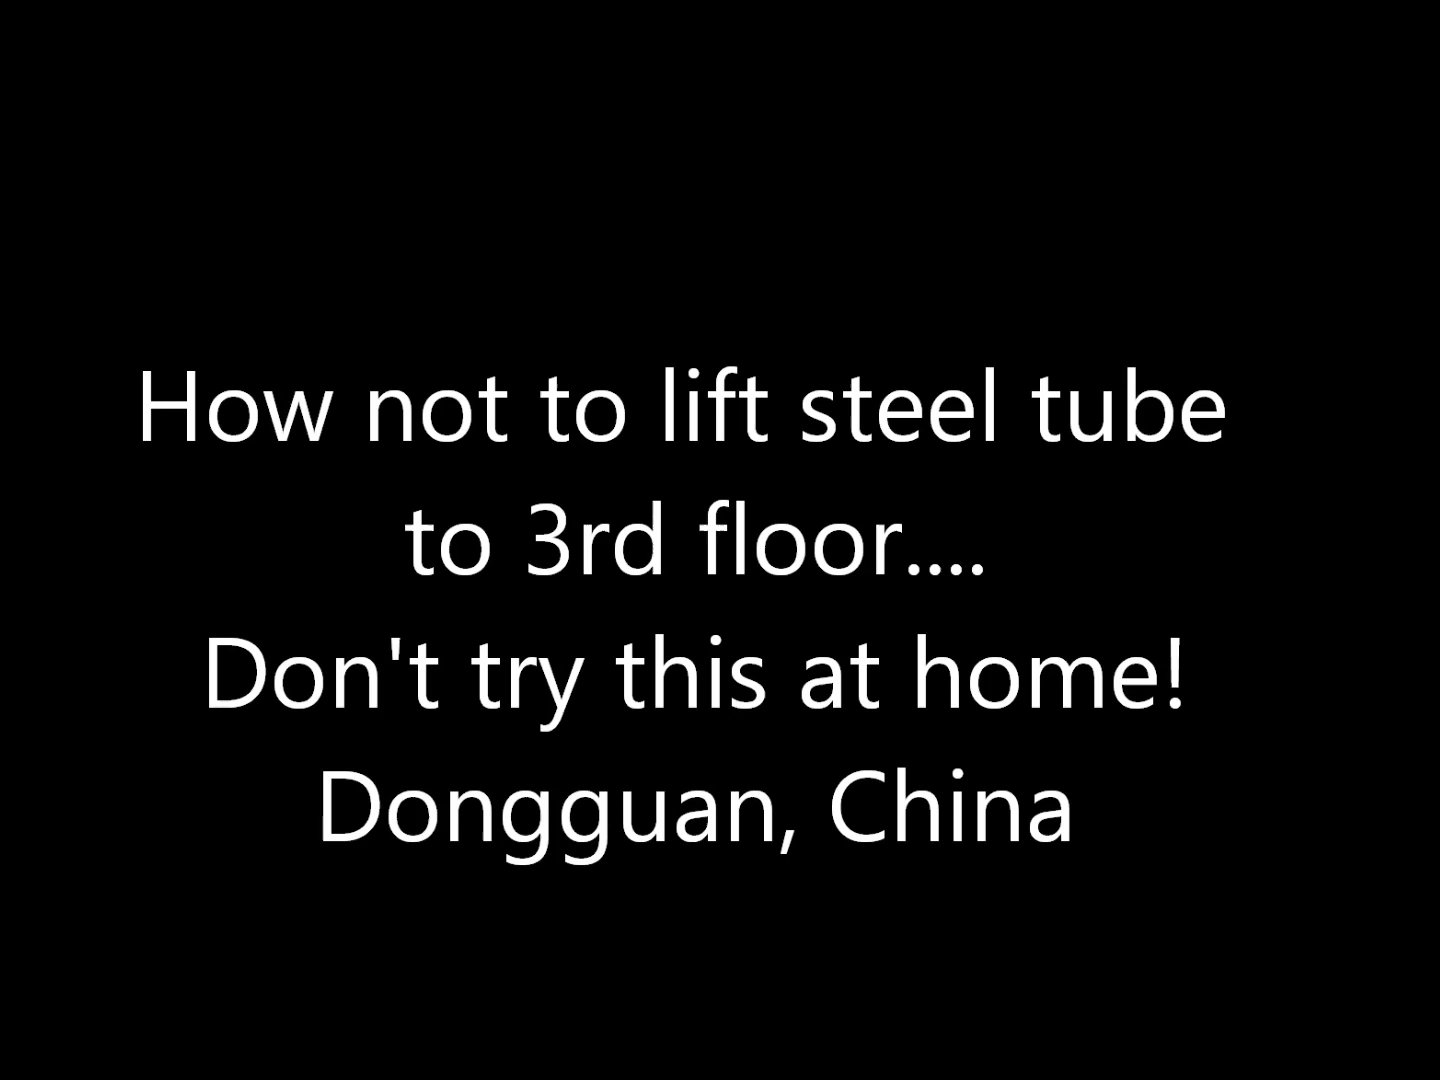 How not to lift steel tube
to 3rd floor....
Don't try this at home!
Dongguan, China